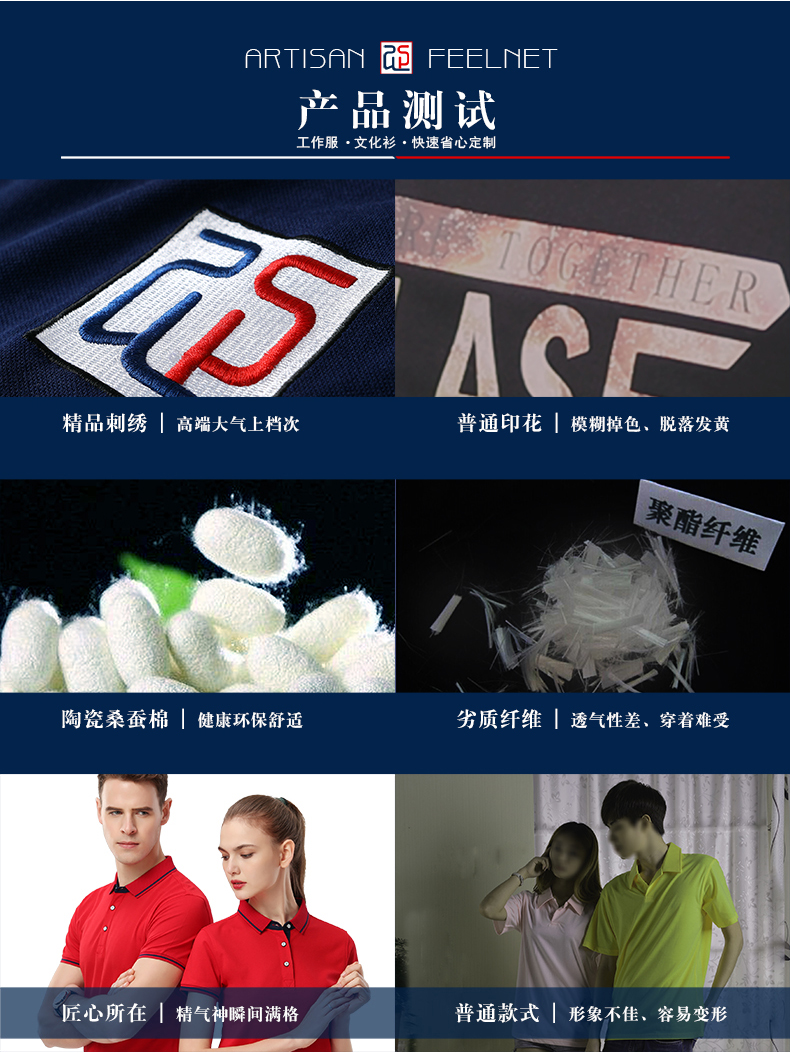 ARTISAN FEELNET
产品测试
工作服·文化衫·快速省心定制
TOGETHER
精品刺绣 | 高端大气上档次
普通印花 | 模糊掉色、脱落发黄
聚酯纤维
陶瓷桑蚕棉 | 健康环保舒适
劣质纤维 | 透气性差、穿着难受
匠心所在 | 精气神瞬间满格
普通款式 | 形象不佳、容易变形